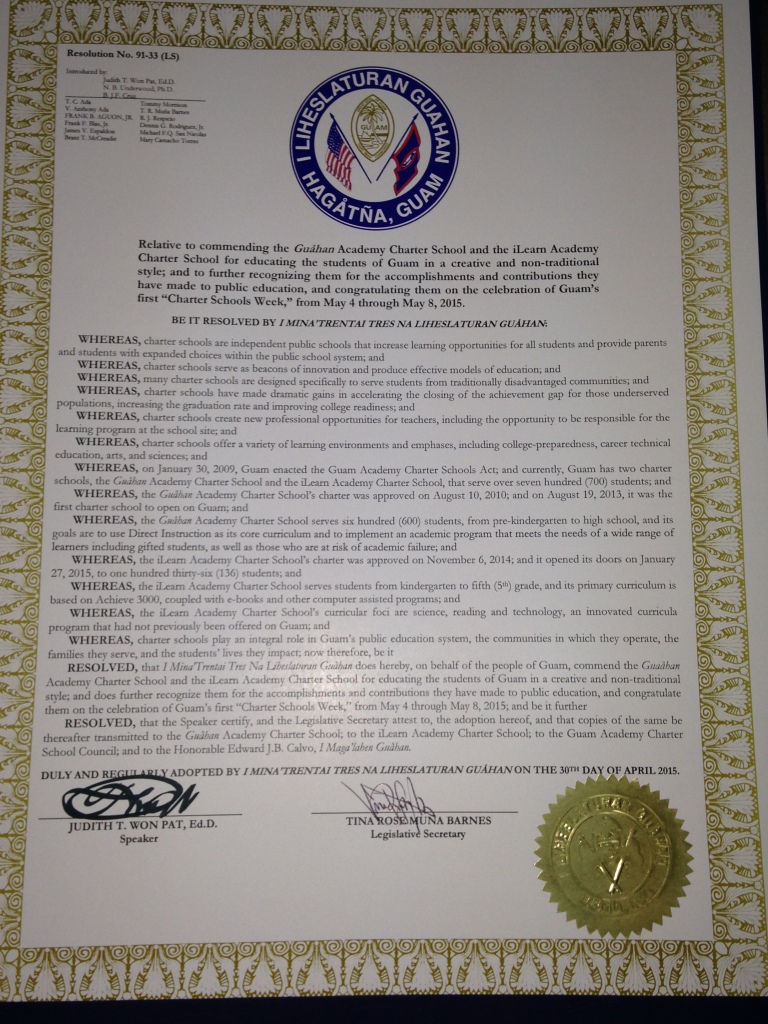 Resolution No. 91-33 (LS)
Introduced by:
Judith T. Won Pat, Ed.D.
N. B. Underwood, Ph.D.
B. J.F. Cruz
T. C. Ada
V. Anthony Ada
FRANK B. AGUON, JR.
Frank F. Blas, Jr.
James V. Espaldon
Brant T. McCreadie
Tommy Morrison
T. R. Muña Barnes
R. J. Respicio
Dennis G. Rodriguez, Jr.
Michael F.Q. San Nicolas
Mary Camacho Torres
I LIHESLATURAN GUAHAN
GUAM
HAGÅTÑA, GUAM
Relative to commending the Guåhan Academy Charter School and the iLearn Academy
Charter School for educating the students of Guam in a creative and non-traditional
style; and to further recognizing them for the accomplishments and contributions they
have made to public education, and congratulating them on the celebration of Guam's
first "Charter Schools Week," from May 4 through May 8, 2015.
BE IT RESOLVED BY I MINA'TRENTAI TRES NA LIHESLATURAN GUÅHAN:
WHEREAS, charter schools are independent public schools that increase learning opportunities for all students and provide parents
and students with expanded choices within the public school system; and
WHEREAS, charter schools serve as beacons of innovation and produce effective models of education; and
WHEREAS, many charter schools are designed specifically to serve students from traditionally disadvantaged communities; and
WHEREAS, charter schools have made dramatic gains in accelerating the closing of the achievement gap for those underserved
populations, increasing the graduation rate and improving college readiness; and
WHEREAS, charter schools create new professional opportunities for teachers, including the opportunity to be responsible for the
learning program at the school site; and
WHEREAS, charter schools offer a variety of learning environments and emphases, including college-preparedness, career technical
education, arts, and sciences; and
WHEREAS, on January 30, 2009, Guam enacted the Guam Academy Charter Schools Act; and currently, Guam has two charter
schools, the Guåhan Academy Charter School and the iLearn Academy Charter School, that serve over seven hundred (700) students; and
WHEREAS, the Guåhan Academy Charter School's charter was approved on August 10, 2010; and on August 19, 2013, it was the
first charter school to open on Guam; and
WHEREAS, the Guåhan Academy Charter School serves six hundred (600) students, from pre-kindergarten to high school, and its
goals are to use Direct Instruction as its core curriculum and to implement an academic program that meets the needs of a wide range of
learners including gifted students, as well as those who are at risk of academic failure; and
WHEREAS, the iLearn Academy Charter School's charter was approved on November 6, 2014; and it opened its doors on January
27, 2015, to one hundred thirty-six (136) students; and
WHEREAS, the iLearn Academy Charter School serves students from kindergarten to fifth (5th) grade, and its primary curriculum is
based on Achieve 3000, coupled with e-books and other computer assisted programs; and
WHEREAS, the iLearn Academy Charter School's curricular foci are science, reading and technology, an innovated curricula
program that had not previously been offered on Guam; and
WHEREAS, charter schools play an integral role in Guam's public education system, the communities in which they operate, the
families they serve, and the students' lives they impact; now therefore, be it
RESOLVED, that I Mina'Trentai Tres Na Liheslaturan Guåhan does hereby, on behalf of the people of Guam, commend the Guåhan
Academy Charter School and the iLearn Academy Charter School for educating the students of Guam in a creative and non-traditional
style; and does further recognize them for the accomplishments and contributions they have made to public education, and congratulate
them on the celebration of Guam's first "Charter Schools Week," from May 4 through May 8, 2015; and be it further
RESOLVED, that the Speaker certify, and the Legislative Secretary attest to, the adoption hereof, and that copies of the same be
thereafter transmitted to the Guåhan Academy Charter School; to the iLearn Academy Charter School; to the Guam Academy Charter
School Council; and to the Honorable Edward J.B. Calvo, I Maga'lahen Guåhan.
DULY AND REGULARLY ADOPTED BY I MINA'TRENTAI TRES NA LIHESLATURAN GUÅHAN ON THE 30TH DAY OF APRIL 2015.
JUDITH T. WON PAT, Ed.D.
Speaker
TINA ROSE MUÑA BARNES
Legislative Secretary